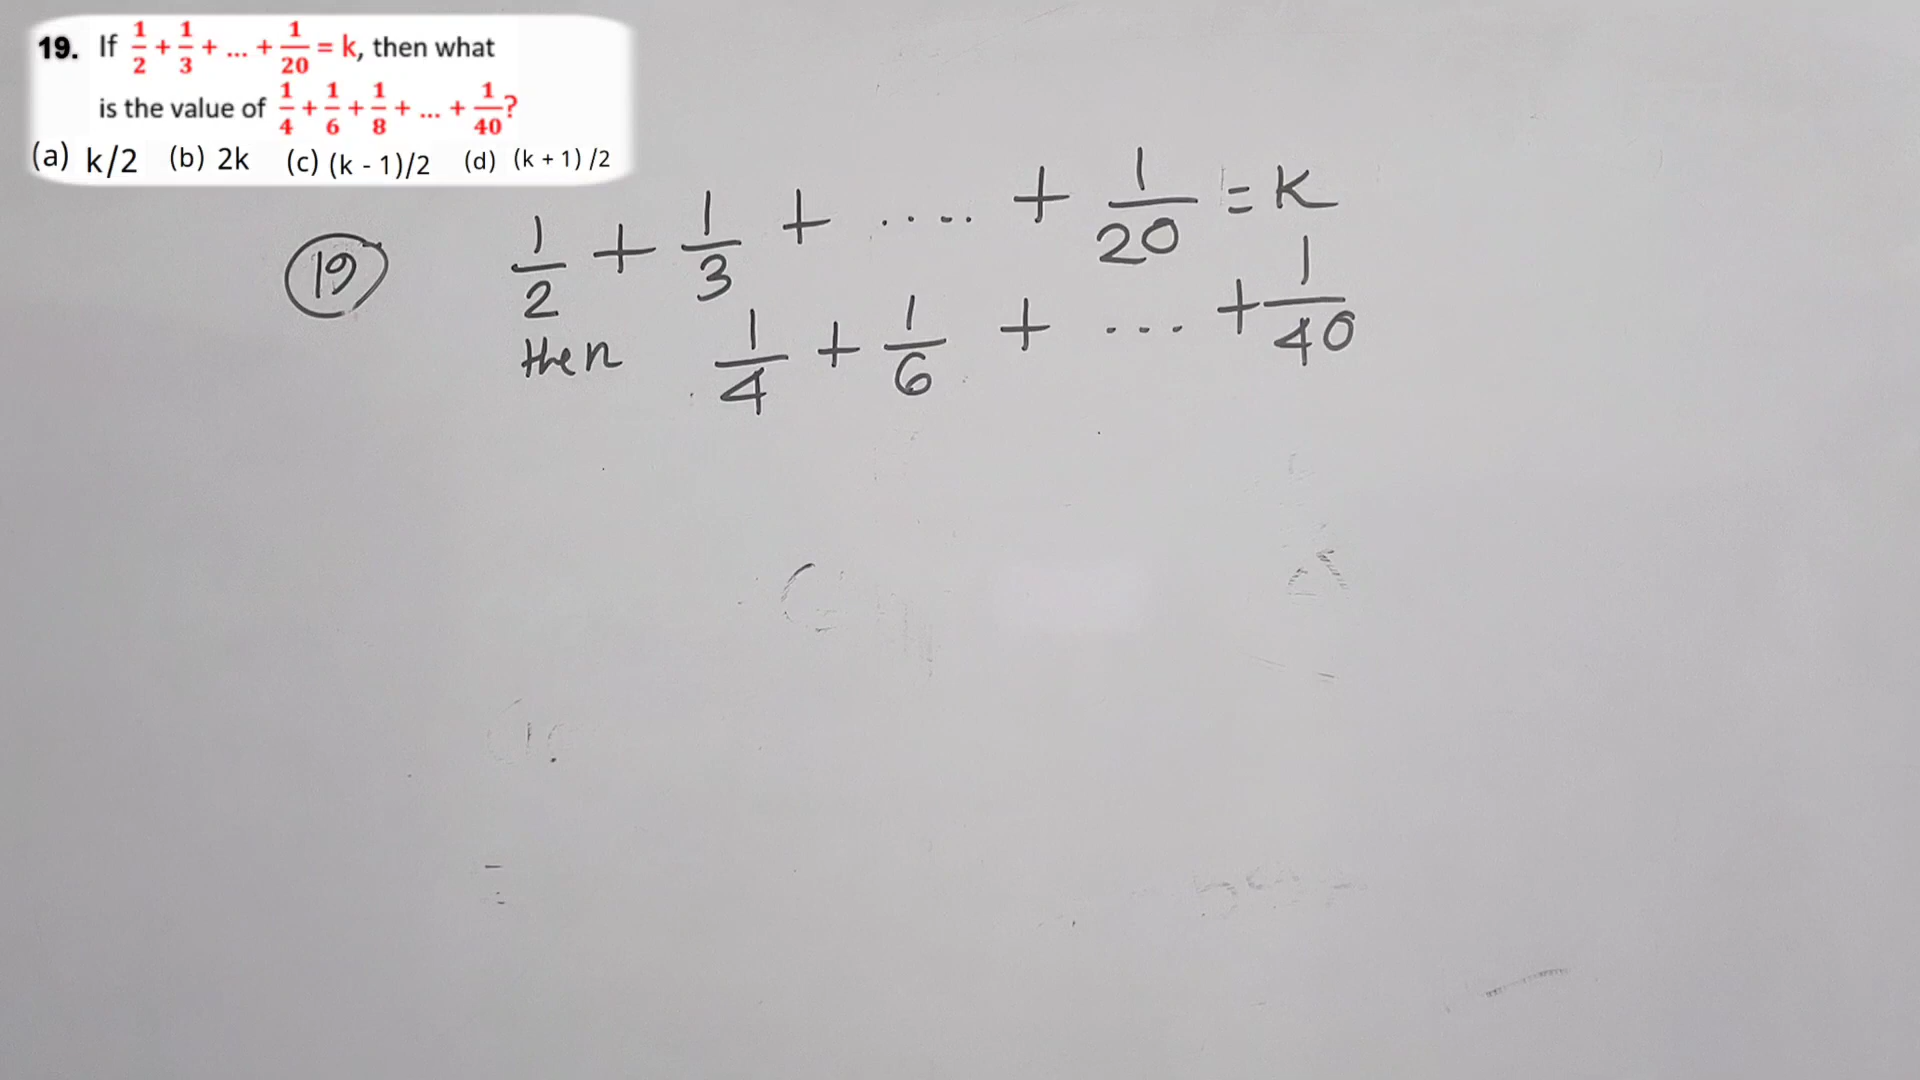 19. If 1/2 + 1/3 + ... + 1/20 = k, then what
is the value of 1/4 + 1/6 + 1/8 + ... + 1/40?
(a) k/2 (b) 2k (c) (k - 1)/2 (d) (k + 1) /2
(19) 1/2 + 1/3 + .... + 1/20 = k
then 1/4 + 1/6 + ... + 1/40